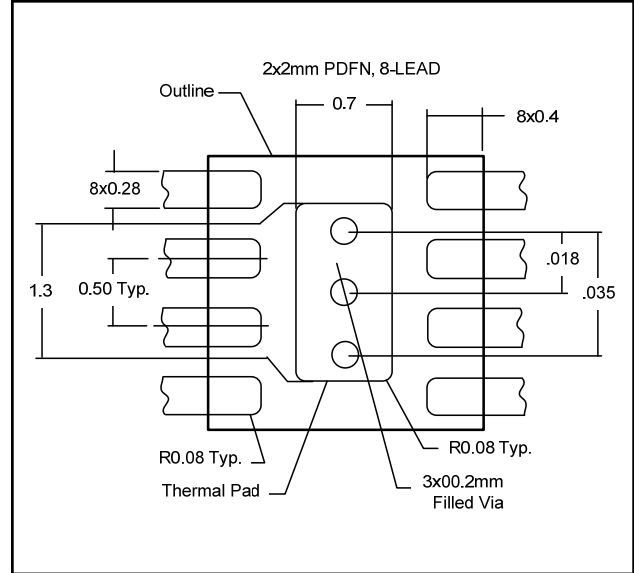 2x2mm PDFN, 8-LEAD
Outline
0.7
8x0.4
8x0.28
1.3
0.50 Typ.
.018
.035
R0.08 Typ.
R0.08 Typ.
Thermal Pad
3x00.2mm
Filled Via